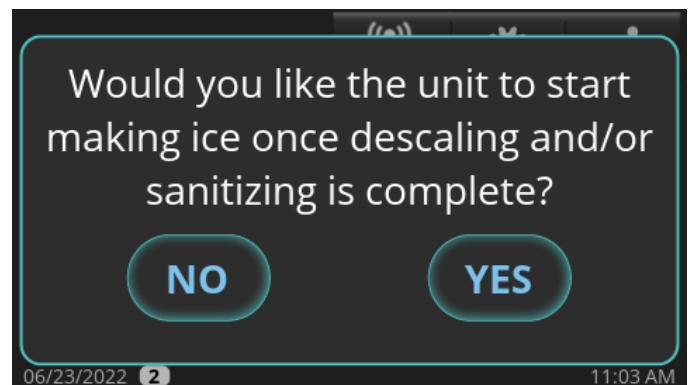 Would you like the unit to start
making ice once descaling and/or
sanitizing is complete?
NO YES
06/23/2022 2 11:03 AM